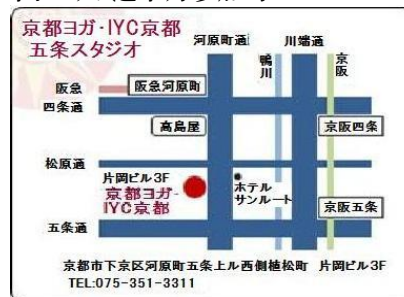 京都ヨガ・IYC京都
五条スタジオ
河原町通
川端通
鴨川
京阪
阪急
阪急河原町
四条通
高島屋
京阪四条
松原通
片岡ビル3F
京都ヨガ-
IYC京都
ホテル
サンルート
京阪五条
五条通
京都市下京区河原町五条上ル西側植松町 片岡ビル3F
TEL:075-351-3311